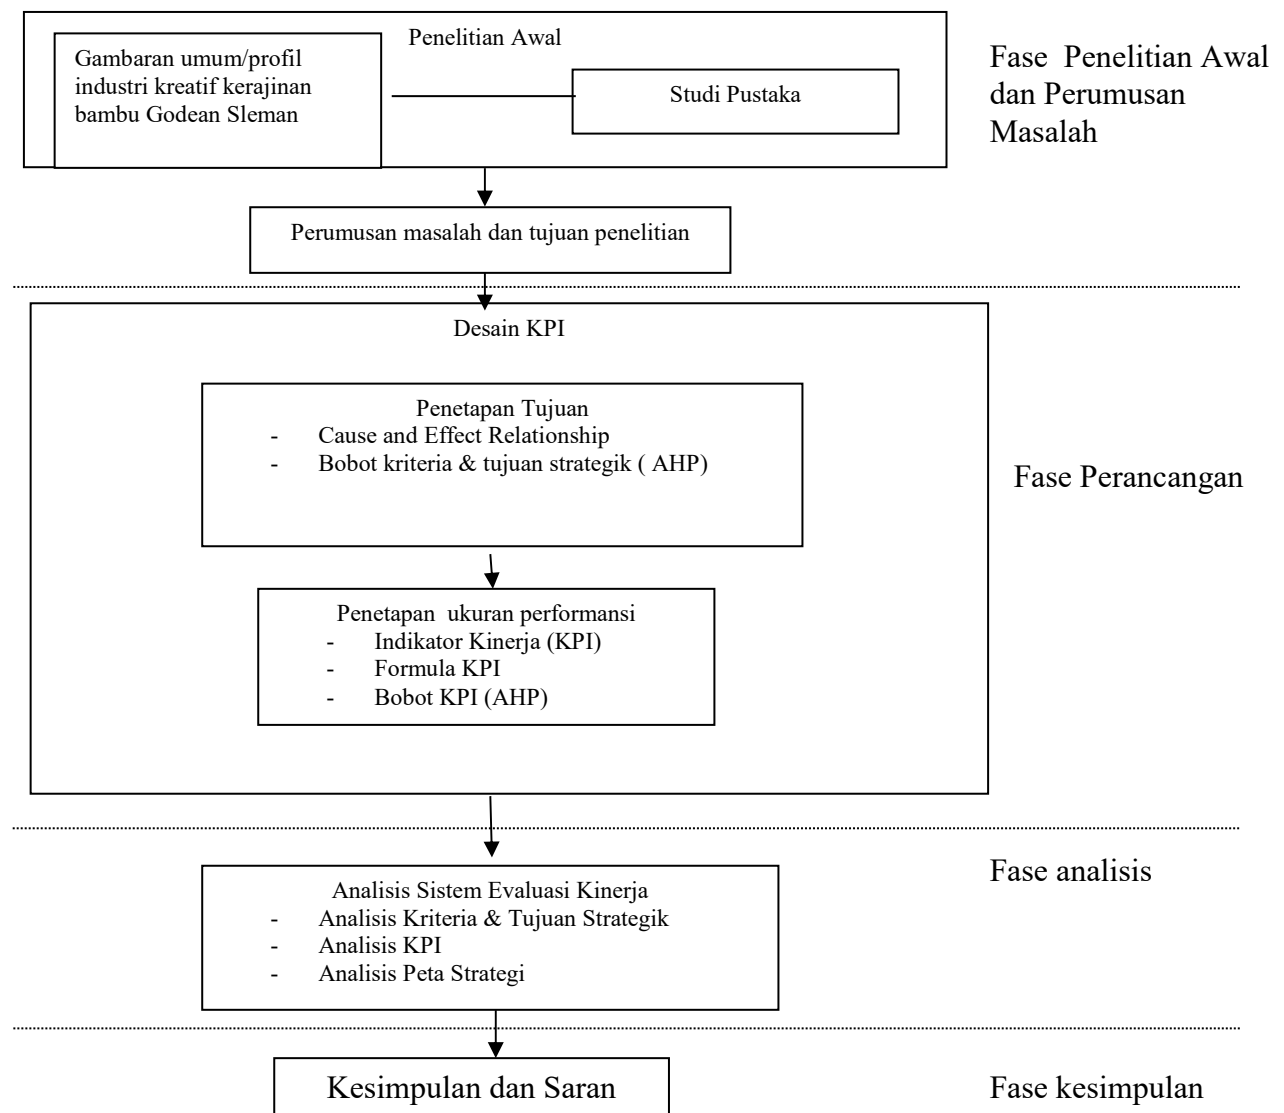 Penelitian Awal
Gambaran umum/profil
industri kreatif kerajinan
bambu Godean Sleman
Studi Pustaka
Fase Penelitian Awal
dan Perumusan
Masalah
Perumusan masalah dan tujuan penelitian
Desain KPI
Penetapan Tujuan
- Cause and Effect Relationship
- Bobot kriteria & tujuan strategik ( AHP)
Fase Perancangan
Penetapan ukuran performansi
- Indikator Kinerja (KPI)
- Formula KPI
- Bobot KPI (AHP)
Fase analisis
Analisis Sistem Evaluasi Kinerja
- Analisis Kriteria & Tujuan Strategik
- Analisis KPI
- Analisis Peta Strategi
Kesimpulan dan Saran
Fase kesimpulan